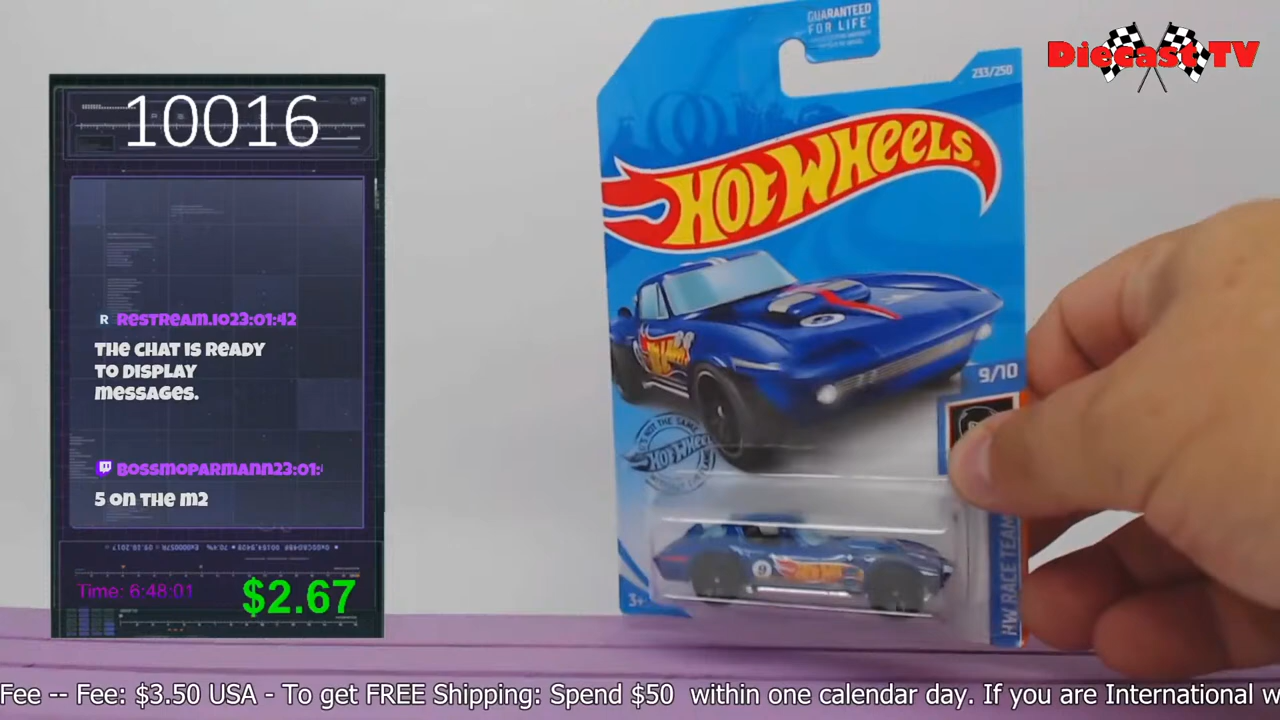 10016
Restream.io23:01:42
The chat is ready
to display
messages.
Bossmoparmann23:01:
5 on the m2
Time: 6:48:01
$2.67
GUARANTEED
FOR LIFE
233/250
HOT WHEELS
9/10
HOT WHEELS
3+
9
HW RACE TEAM
Diecast TV
Fee -- Fee: $3.50 USA - To get FREE Shipping: Spend $50 within one calendar day. If you are International w